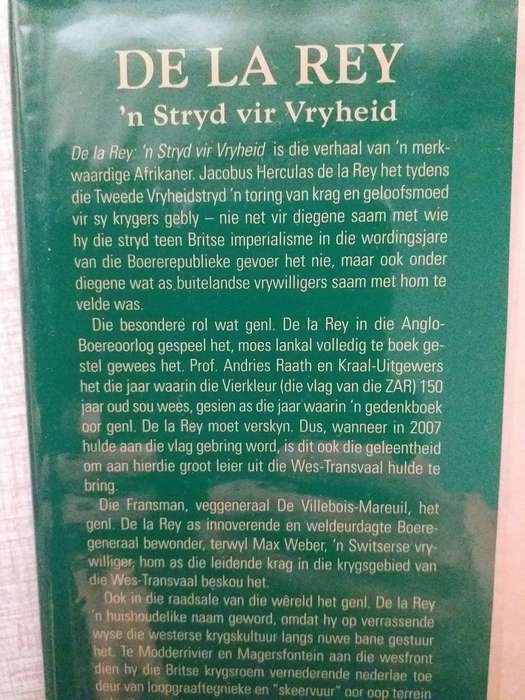 DE LA REY
'n Stryd vir Vryheid
De la Rey: 'n Stryd vir Vryheid is die verhaal van 'n merk-
waardige Afrikaner. Jacobus Herculas de la Rey het tydens
die Tweede Vryheidstryd 'n toring van krag en geloofsmoed
vir sy krygers gebly – nie net vir diegene saam met wie
hy die stryd teen Britse imperialisme in die wordingsjare
van die Boererepublieke gevoer het nie, maar ook onder
diegene wat as buitelandse vrywilligers saam met hom te
velde was.
Die besondere rol wat genl. De la Rey in die Anglo-
Boereoorlog gespeel het, moes lankal volledig te boek ge-
stel gewees het. Prof. Andries Raath en Kraal-Uitgewers
het die jaar waarin die Vierkleur (die vlag van die ZAR) 150
jaar oud sou wees, gesien as die jaar waarin 'n gedenkboek
oor genl. De la Rey moet verskyn. Dus, wanneer in 2007
hulde aan die vlag gebring word, is dit ook die geleentheid
om aan hierdie groot leier uit die Wes-Transvaal hulde te
bring.
Die Fransman, veggeneraal De Villebois-Mareuil, het
genl. De la Rey as innoverende en weldeurdagte Boere-
generaal bewonder, terwyl Max Weber, 'n Switserse vry-
williger, hom as die leidende krag in die krygsgebied van
die Wes-Transvaal beskou het.
Ook in die raadsale van die wêreld het genl. De la Rey
'n huishoudelike naam geword, omdat hy op verrassende
wyse die westerse krygskultuur langs nuwe bane gestuur
het. Te Modderrivier en Magersfontein aan die wesfront
dien hy die Britse krygsroem vernederende nederlae toe
deur van loopgraaftegnieke en "skeervuur" oor oop terrein